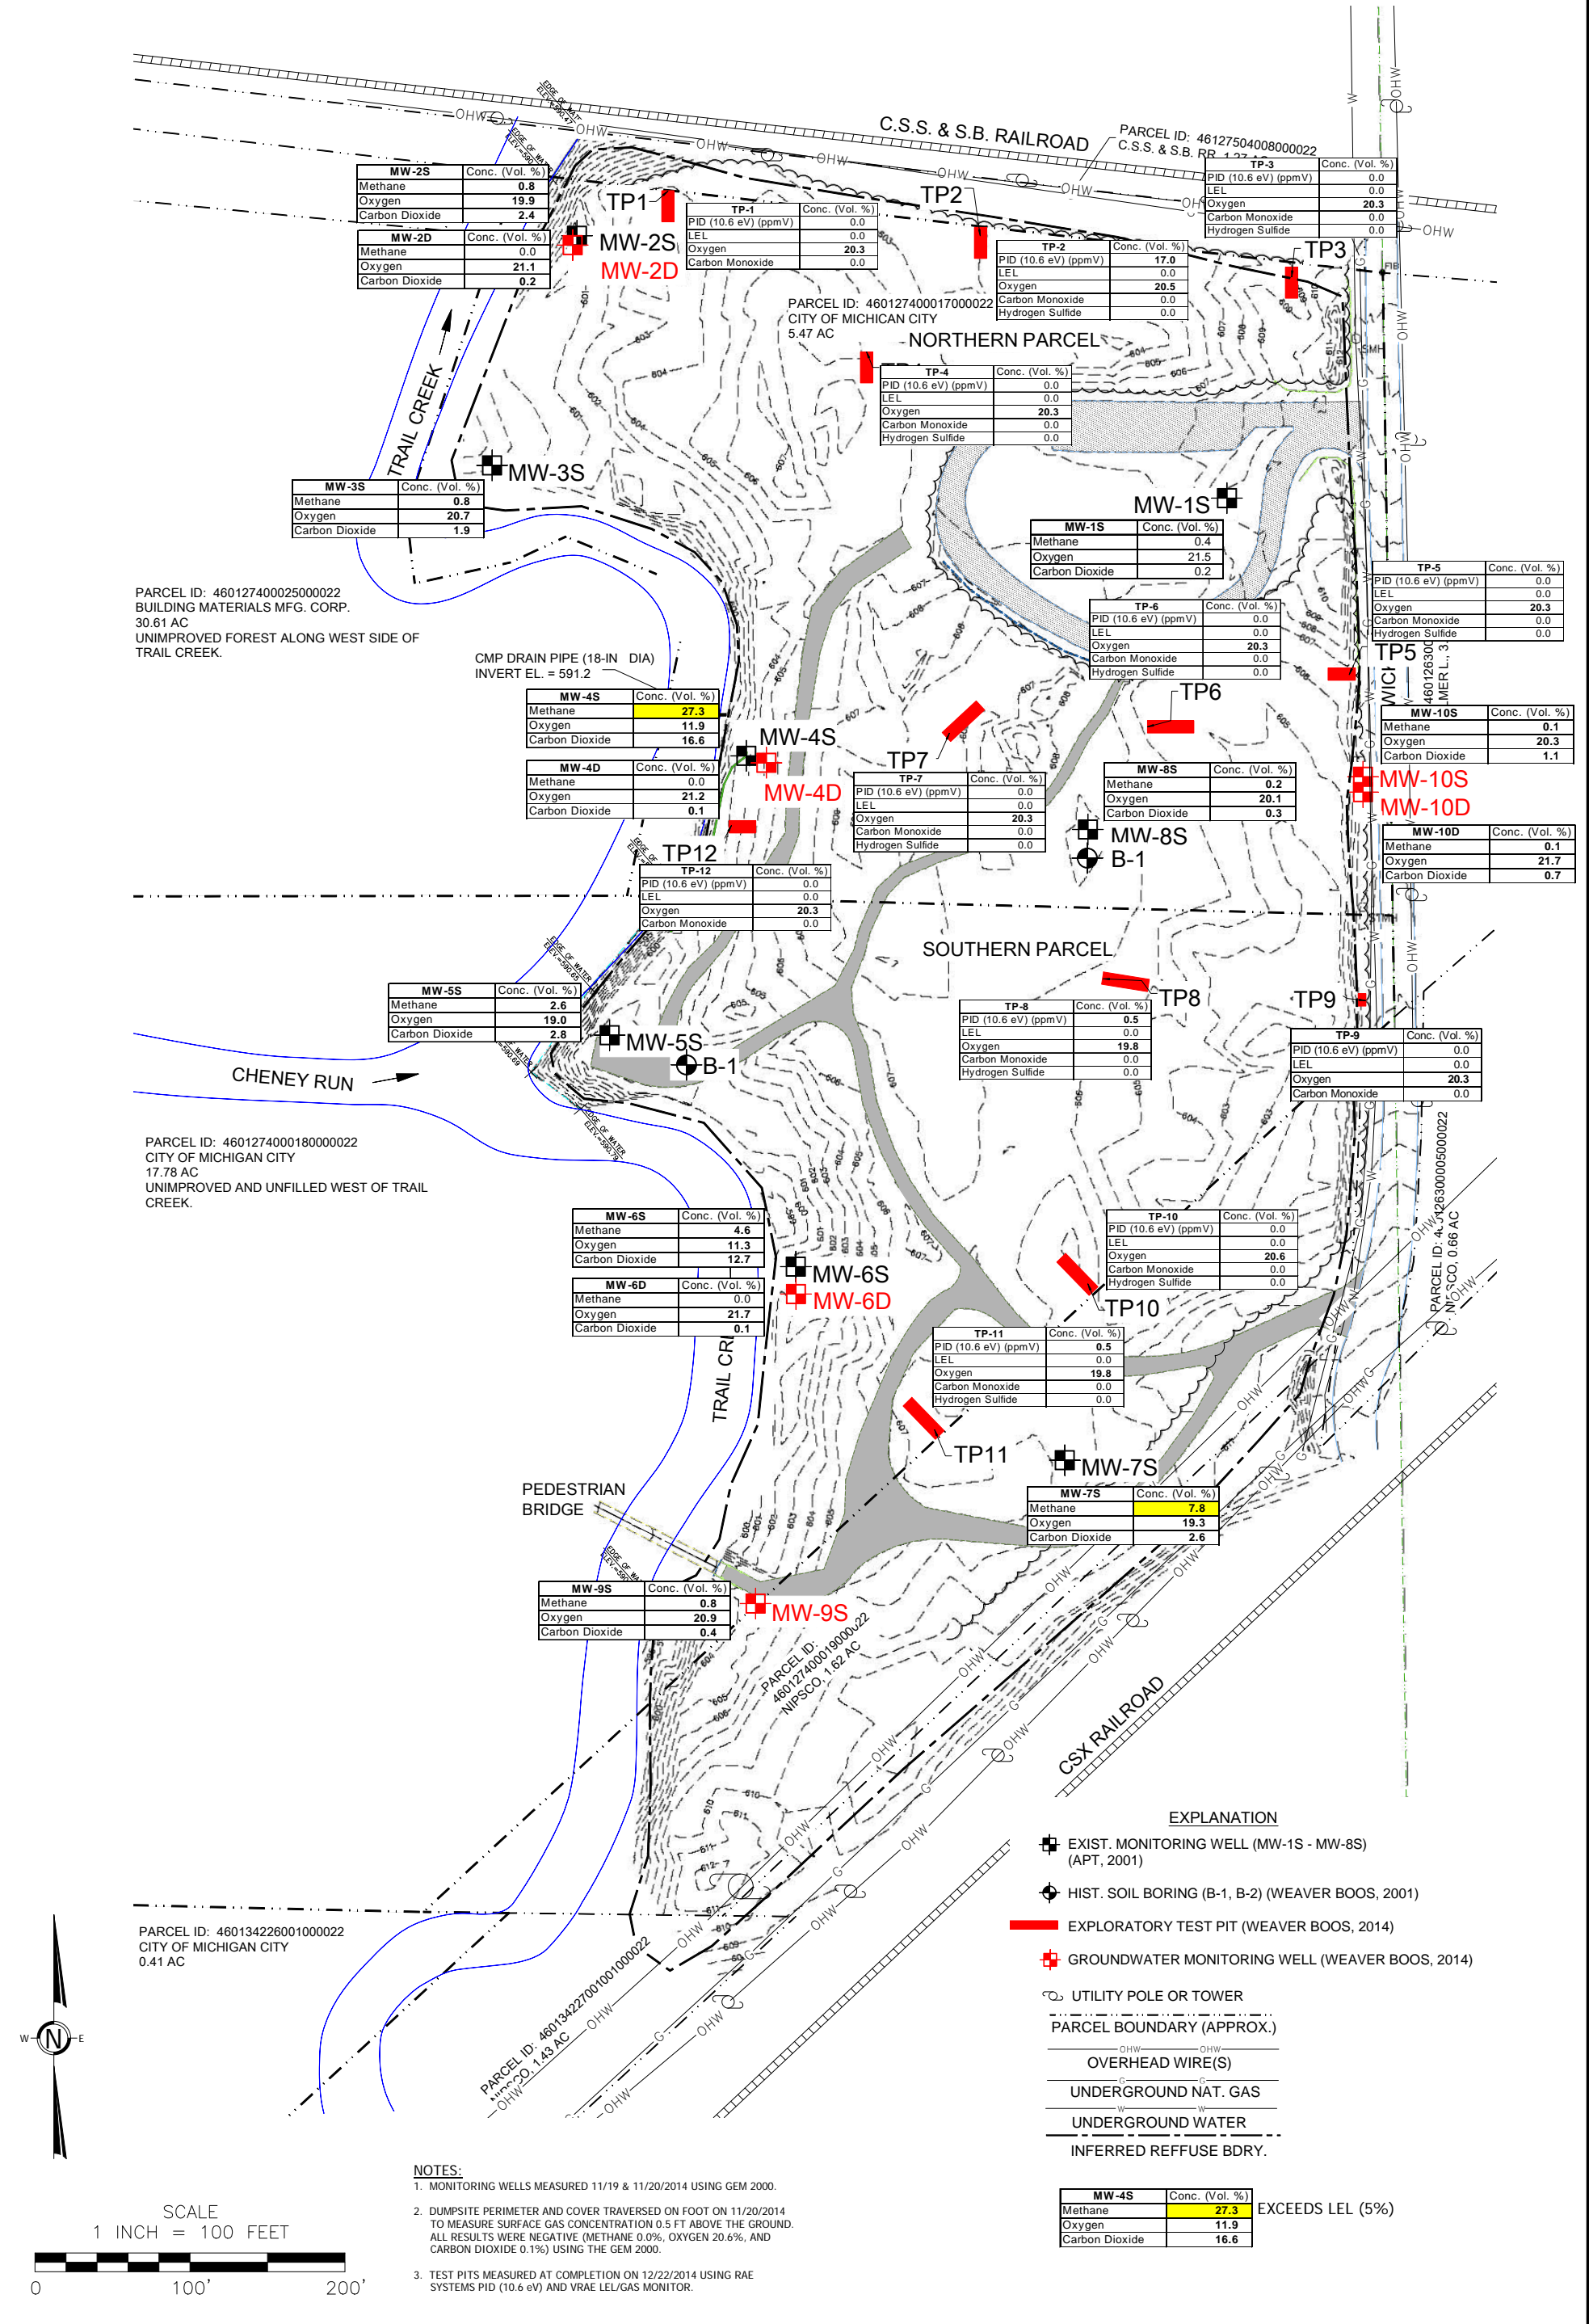 C.S.S. & S.B. RAILROAD
PARCEL ID: 46127504008000022
C.S.S. & S.B. RR
TP-3 Conc. (Vol. %)
PID (10.6 eV) (ppmV) 0.0
LEL 0.0
Oxygen 20.3
Carbon Monoxide 0.0
Hydrogen Sulfide 0.0
MW-2S Conc. (Vol. %)
Methane 0.8
Oxygen 19.9
Carbon Dioxide 2.4
MW-2D Conc. (Vol. %)
Methane 0.0
Oxygen 21.1
Carbon Dioxide 0.2
TP1
MW-2S
MW-2D
TP-1 Conc. (Vol. %)
PID (10.6 eV) (ppmV) 0.0
LEL 0.0
Oxygen 20.3
Carbon Monoxide 0.0
TP2
TP-2 Conc. (Vol. %)
PID (10.6 eV) (ppmV) 17.0
LEL 0.0
Oxygen 20.5
Carbon Monoxide 0.0
Hydrogen Sulfide 0.0
TP3
PARCEL ID: 460127400017000022
CITY OF MICHICAN CITY
5.47 AC
NORTHERN PARCEL
TP-4 Conc. (Vol. %)
PID (10.6 eV) (ppmV) 0.0
LEL 0.0
Oxygen 20.3
Carbon Monoxide 0.0
Hydrogen Sulfide 0.0
TRAIL CREEK
MW-3S
MW-3S Conc. (Vol. %)
Methane 0.8
Oxygen 20.7
Carbon Dioxide 1.9
MW-1S
MW-1S Conc. (Vol. %)
Methane 0.4
Oxygen 21.5
Carbon Dioxide 0.2
PARCEL ID: 460127400025000022
BUILDING MATERIALS MFG. CORP.
30.61 AC
UNIMPROVED FOREST ALONG WEST SIDE OF
TRAIL CREEK.
TP-5 Conc. (Vol. %)
PID (10.6 eV) (ppmV) 0.0
LEL 0.0
Oxygen 20.3
Carbon Monoxide 0.0
Hydrogen Sulfide 0.0
TP5
TP-6 Conc. (Vol. %)
PID (10.6 eV) (ppmV) 0.0
LEL 0.0
Oxygen 20.3
Carbon Monoxide 0.0
Hydrogen Sulfide 0.0
TP6
CMP DRAIN PIPE (18-IN DIA)
INVERT EL. = 591.2
MW-4S Conc. (Vol. %)
Methane 27.3
Oxygen 11.9
Carbon Dioxide 16.6
MW-4D Conc. (Vol. %)
Methane 0.0
Oxygen 21.2
Carbon Dioxide 0.1
MW-4S
MW-4D
TP7
TP-7 Conc. (Vol. %)
PID (10.6 eV) (ppmV) 0.0
LEL 0.0
Oxygen 20.3
Carbon Monoxide 0.0
Hydrogen Sulfide 0.0
MW-8S Conc. (Vol. %)
Methane 0.2
Oxygen 20.1
Carbon Dioxide 0.3
MW-8S
B-1
MW-10S Conc. (Vol. %)
Methane 0.1
Oxygen 20.3
Carbon Dioxide 1.1
MW-10S
MW-10D
MW-10D Conc. (Vol. %)
Methane 0.1
Oxygen 21.7
Carbon Dioxide 0.7
TP12
TP-12 Conc. (Vol. %)
PID (10.6 eV) (ppmV) 0.0
LEL 0.0
Oxygen 20.3
Carbon Monoxide 0.0
SOUTHERN PARCEL
TP8
TP-8 Conc. (Vol. %)
PID (10.6 eV) (ppmV) 0.5
LEL 0.0
Oxygen 19.8
Carbon Monoxide 0.0
Hydrogen Sulfide 0.0
TP9
TP-9 Conc. (Vol. %)
PID (10.6 eV) (ppmV) 0.0
LEL 0.0
Oxygen 20.3
Carbon Monoxide 0.0
MW-5S Conc. (Vol. %)
Methane 2.6
Oxygen 19.0
Carbon Dioxide 2.8
MW-5S
B-1
CHENEY RUN
PARCEL ID: 4601274000180000022
CITY OF MICHIGAN CITY
17.78 AC
UNIMPROVED AND UNFILLED WEST OF TRAIL
CREEK.
MW-6S Conc. (Vol. %)
Methane 4.6
Oxygen 11.3
Carbon Dioxide 12.7
MW-6D Conc. (Vol. %)
Methane 0.0
Oxygen 21.7
Carbon Dioxide 0.1
MW-6S
MW-6D
TP-10 Conc. (Vol. %)
PID (10.6 eV) (ppmV) 0.0
LEL 0.0
Oxygen 20.6
Carbon Monoxide 0.0
Hydrogen Sulfide 0.0
TP10
TP-11 Conc. (Vol. %)
PID (10.6 eV) (ppmV) 0.5
LEL 0.0
Oxygen 19.8
Carbon Monoxide 0.0
Hydrogen Sulfide 0.0
TP11
TRAIL
MW-7S
MW-7S Conc. (Vol. %)
Methane 7.8
Oxygen 19.3
Carbon Dioxide 2.6
PEDESTRIAN
BRIDGE
MW-9S Conc. (Vol. %)
Methane 0.8
Oxygen 20.9
Carbon Dioxide 0.4
MW-9S
PARCEL ID:
460127400019000022
NIPSCO, 1.62 AC
CSX RAILROAD
PARCEL ID: 460134226001000022
CITY OF MICHIGAN CITY
0.41 AC
PARCEL ID: 460134227001001000022
1.43 AC
EXPLANATION
EXIST. MONITORING WELL (MW-1S - MW-8S)
(APT, 2001)
HIST. SOIL BORING (B-1, B-2) (WEAVER BOOS, 2001)
EXPLORATORY TEST PIT (WEAVER BOOS, 2014)
GROUNDWATER MONITORING WELL (WEAVER BOOS, 2014)
UTILITY POLE OR TOWER
PARCEL BOUNDARY (APPROX.)
OHW OHW
OVERHEAD WIRE(S)
G G
UNDERGROUND NAT. GAS
W W
UNDERGROUND WATER
INFERRED REFFUSE BDRY.
MW-4S Conc. (Vol. %)
Methane 27.3 EXCEEDS LEL (5%)
Oxygen 11.9
Carbon Dioxide 16.6
W N E
SCALE
1 INCH = 100 FEET
0 100' 200'
NOTES:
1. MONITORING WELLS MEASURED 11/19 & 11/20/2014 USING GEM 2000.
2. DUMPSITE PERIMETER AND COVER TRAVERSED ON FOOT ON 11/20/2014
TO MEASURE SURFACE GAS CONCENTRATION 0.5 FT ABOVE THE GROUND.
ALL RESULTS WERE NEGATIVE (METHANE 0.0%, OXYGEN 20.6%, AND
CARBON DIOXIDE 0.1%) USING THE GEM 2000.
3. TEST PITS MEASURED AT COMPLETION ON 12/22/2014 USING RAE
SYSTEMS PID (10.6 eV) AND VRAE LEL/GAS MONITOR.